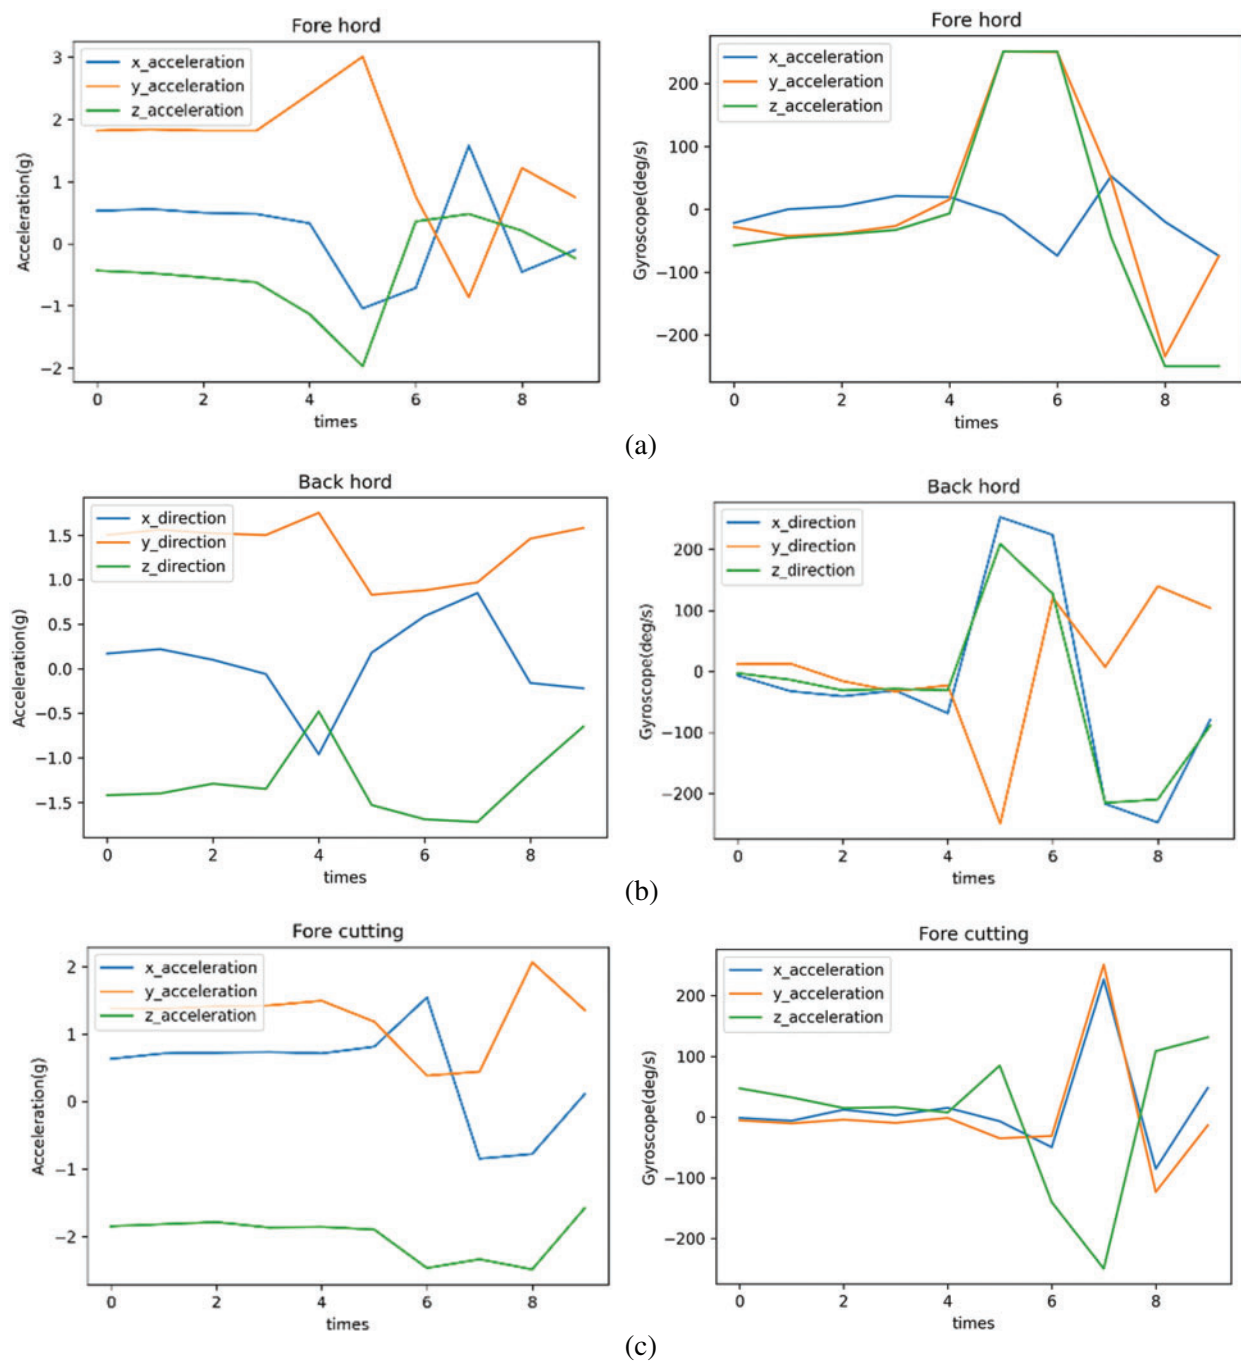 Fore hord
x_acceleration
y_acceleration
z_acceleration
3
2
1
0
−1
−2
Acceleration(g)
0 2 4 6 8
times
Fore hord
x_acceleration
y_acceleration
z_acceleration
200
100
0
−100
−200
Gyroscope(deg/s)
0 2 4 6 8
times
(a)
Back hord
x_direction
y_direction
z_direction
1.5
1.0
0.5
0.0
−0.5
−1.0
−1.5
Acceleration(g)
0 2 4 6 8
times
Back hord
x_direction
y_direction
z_direction
200
100
0
−100
−200
Gyroscope(deg/s)
0 2 4 6 8
times
(b)
Fore cutting
x_acceleration
y_acceleration
z_acceleration
2
1
0
−1
−2
Acceleration(g)
0 2 4 6 8
times
Fore cutting
x_acceleration
y_acceleration
z_acceleration
200
100
0
−100
−200
Gyroscope(deg/s)
0 2 4 6 8
times
(c)